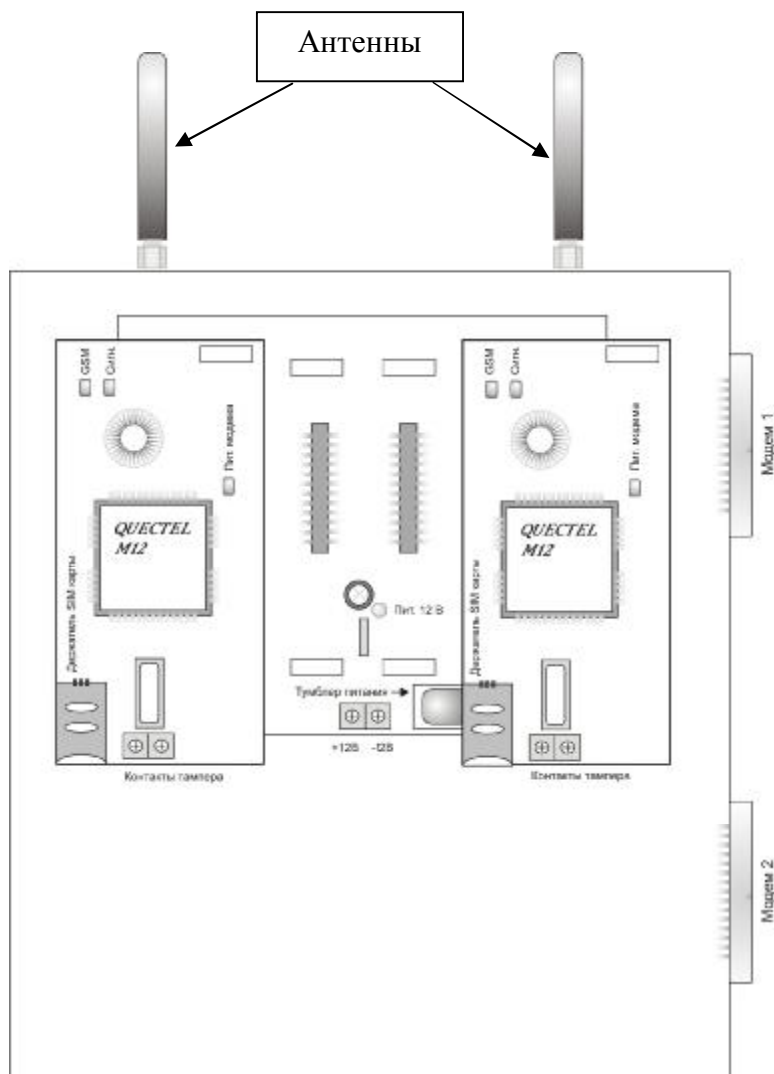 Антенны
GSM
Сигн.
Пит. модема
QUECTEL
M12
Держатель SIM карты
Контакты тампера
Пит. 12 В
Тумблер питания
+12В -12В
GSM
Сигн.
Пит. модема
QUECTEL
M12
Держатель SIM карты
Контакты тампера
Модем 1
Модем 2